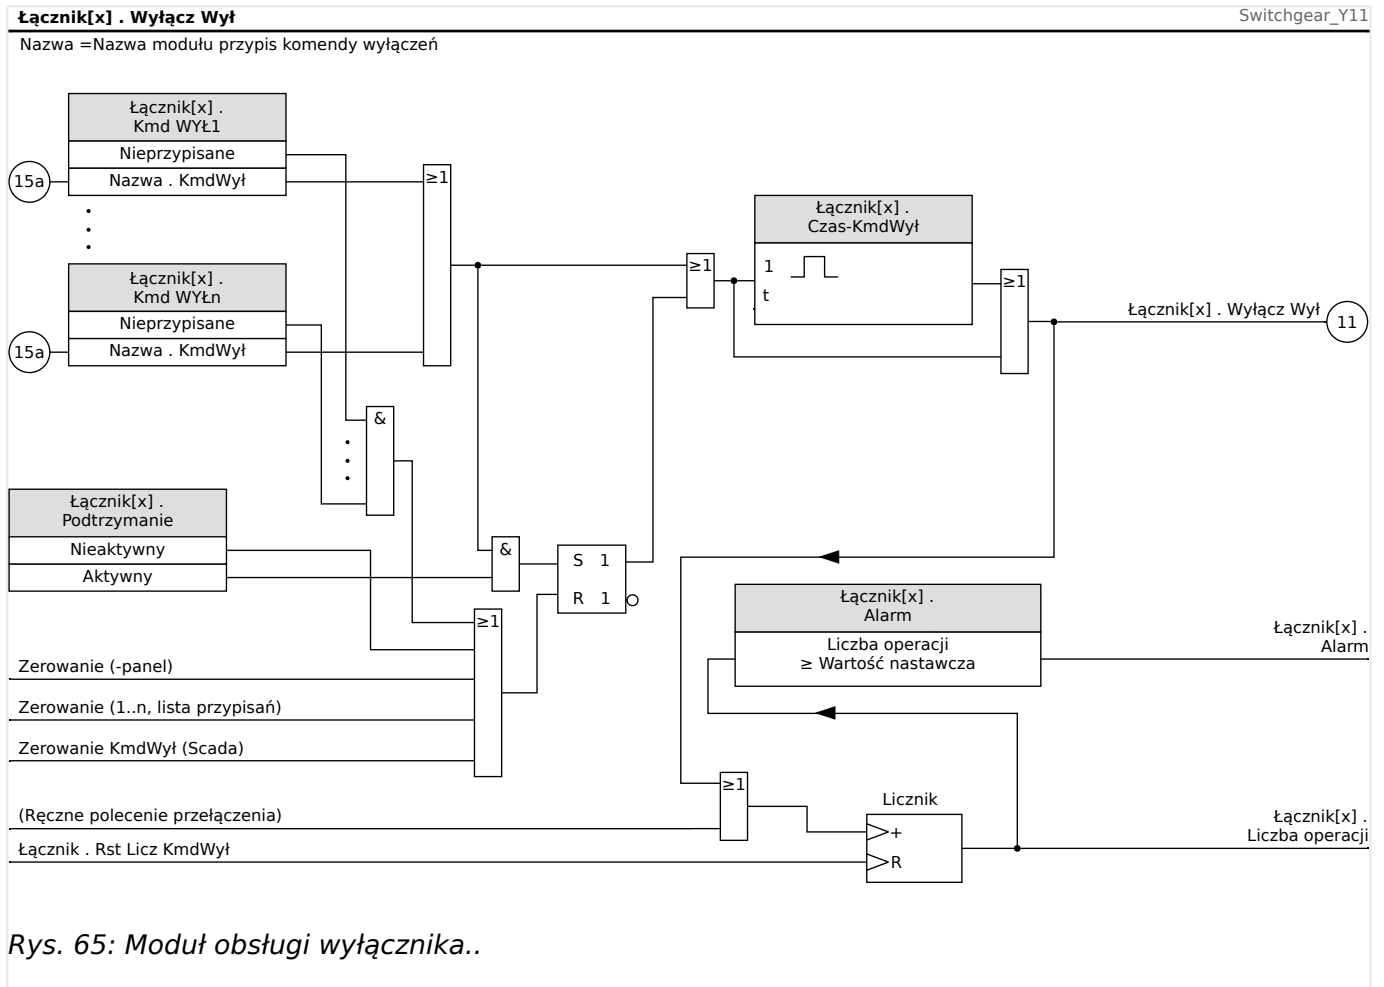 Łącznik[x] . Wyłącz Wył
Switchgear_Y11
Nazwa =Nazwa modułu przypis komendy wyłączeń
Łącznik[x] .
Kmd WYŁ1
Nieprzypisane
15a
Nazwa . KmdWył
≥1
Łącznik[x] .
Kmd WYŁn
Nieprzypisane
15a
Nazwa . KmdWył
≥1
Łącznik[x] .
Czas-KmdWył
1
t
≥1
Łącznik[x] . Wyłącz Wył
11
&
Łącznik[x] .
Podtrzymanie
Nieaktywny
Aktywny
&
S 1
R 1
≥1
Zerowanie (-panel)
Zerowanie (1..n, lista przypisań)
Zerowanie KmdWył (Scada)
Łącznik[x] .
Alarm
Liczba operacji
≥ Wartość nastawcza
Łącznik[x] .
Alarm
≥1
(Ręczne polecenie przełączenia)
Łącznik . Rst Licz KmdWył
Licznik
+
R
Łącznik[x] .
Liczba operacji
Rys. 65: Moduł obsługi wyłącznika..